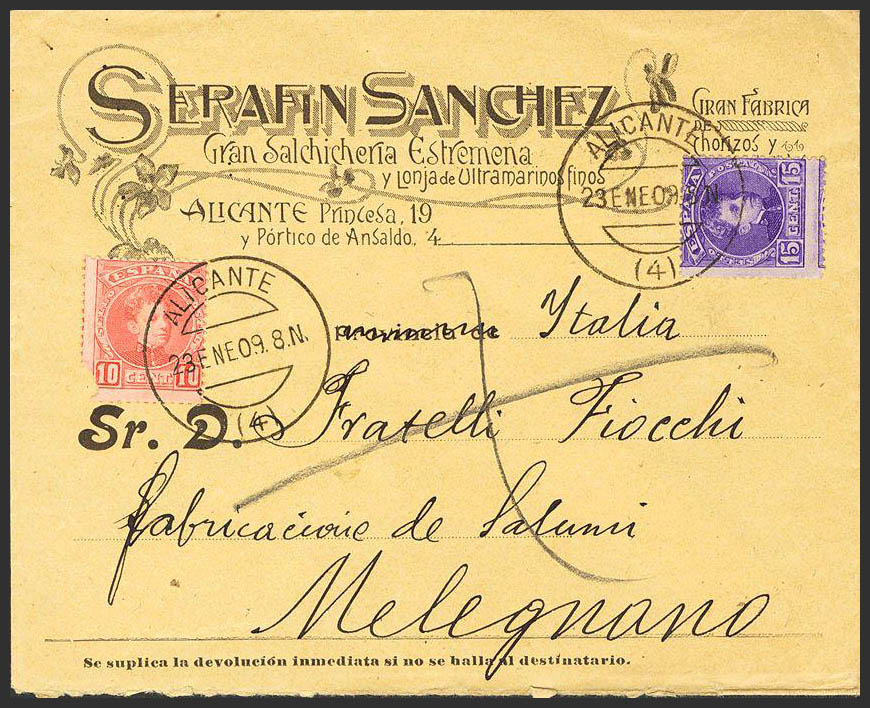 SERAFIN SANCHEZ
Gran Salchicheria Estremena
y Lonja de Ultramarinos finos
ALICANTE Princesa, 19
y Pórtico de Ansaldo, 4
GRAN FABRICA
DE
Chorizos y
ALICANTE
23 ENE 09. 8 N.
(4)
ESPAÑA
CORREOS
15 CENT 15
ESPAÑA
10 CENT 10
ALICANTE
23 ENE 09. 8 N.
(4)
provincia de Italia
Sr. D. Fratelli Fiocchi
Fabricacione de Salumi
Melegnano
Se suplica la devolución inmediata si no se halla al destinatario.